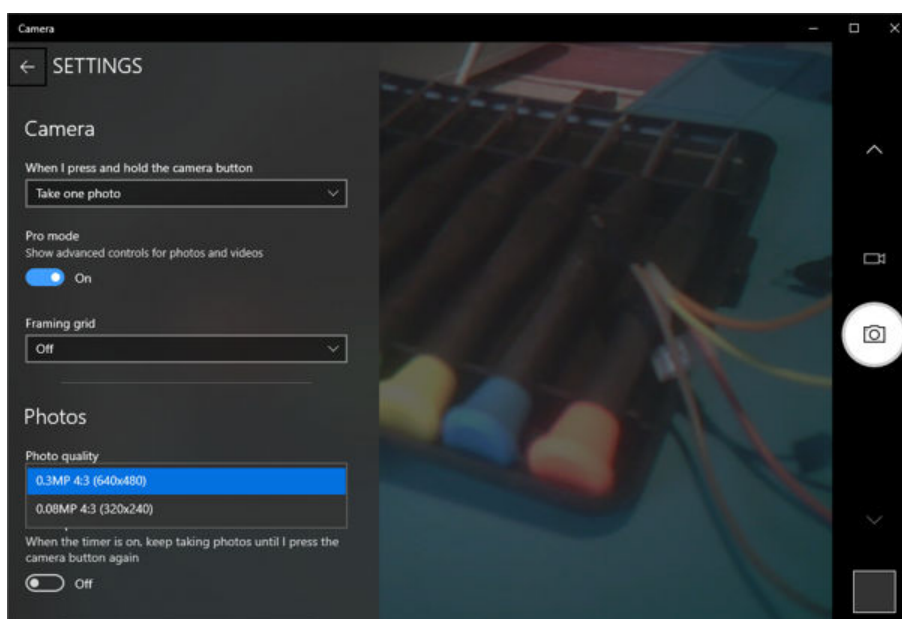 Camera
SETTINGS
Camera
When I press and hold the camera button
Take one photo
Pro mode
Show advanced controls for photos and videos
On
Framing grid
Off
Photos
Photo quality
0.3MP 4:3 (640x480)
0.08MP 4:3 (320x240)
When the timer is on, keep taking photos until I press the
camera button again
Off